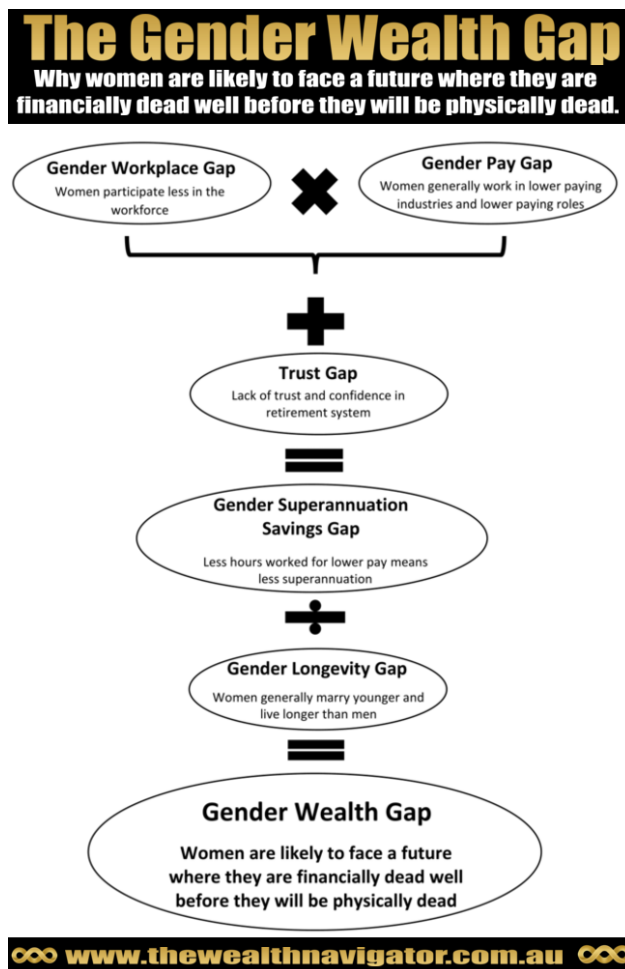 The Gender Wealth Gap
Why women are likely to face a future where they are
financially dead well before they will be physically dead.
Gender Workplace Gap
Women participate less in the
workforce
Gender Pay Gap
Women generally work in lower paying
industries and lower paying roles
Trust Gap
Lack of trust and confidence in
retirement system
Gender Superannuation
Savings Gap
Less hours worked for lower pay means
less superannuation
Gender Longevity Gap
Women generally marry younger and
live longer than men
Gender Wealth Gap
Women are likely to face a future
where they are financially dead well
before they will be physically dead
www.thewealthnavigator.com.au